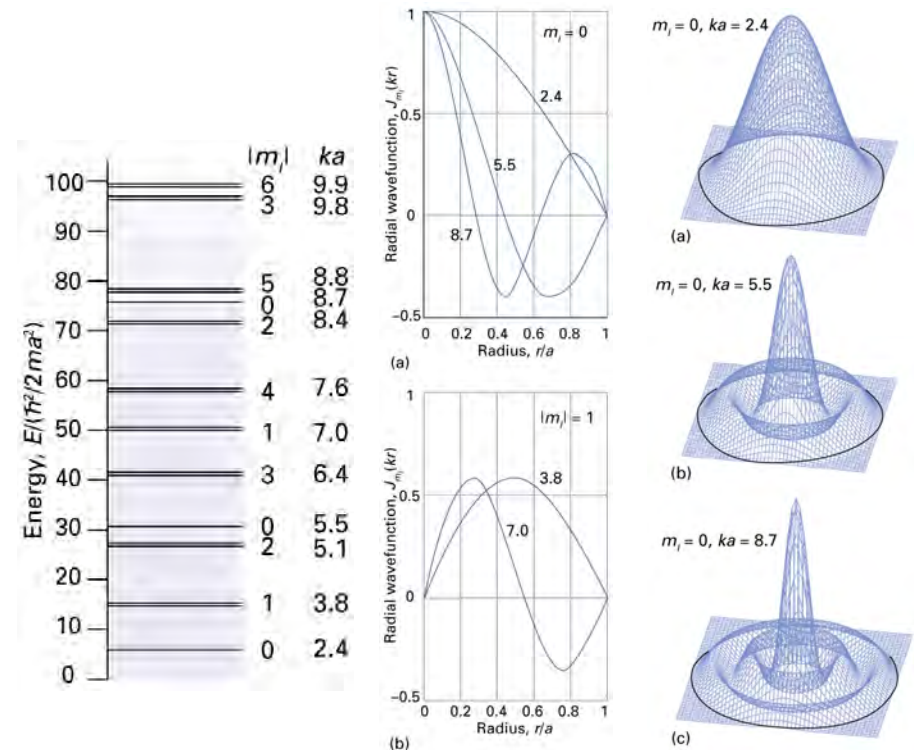 |mₗ| ka
100
6 9.9
3 9.8
90
80
5 8.8
0 8.7
2 8.4
70
60
4 7.6
50
1 7.0
40
3 6.4
30
0 5.5
2 5.1
20
1 3.8
10
0 2.4
0
Energy, E/(ħ²/2ma²)
1
mₗ = 0
2.4
0.5
5.5
8.7
0
−0.5
0 0.2 0.4 0.6 0.8 1
Radius, r/a
Radial wavefunction, Jₘₗ(kr)
(a)
1
|mₗ| = 1
3.8
0.5
7.0
0
−0.5
0 0.2 0.4 0.6 0.8 1
Radius, r/a
Radial wavefunction, Jₘₗ(kr)
(b)
mₗ = 0, ka = 2.4
(a)
mₗ = 0, ka = 5.5
(b)
mₗ = 0, ka = 8.7
(c)